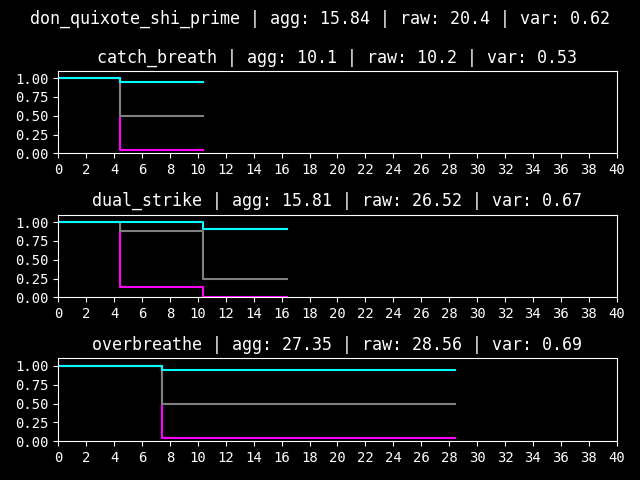 don_quixote_shi_prime | agg: 15.84 | raw: 20.4 | var: 0.62
catch_breath | agg: 10.1 | raw: 10.2 | var: 0.53
1.00
0.75
0.50
0.25
0.00
0 2 4 6 8 10 12 14 16 18 20 22 24 26 28 30 32 34 36 38 40
dual_strike | agg: 15.81 | raw: 26.52 | var: 0.67
1.00
0.75
0.50
0.25
0.00
0 2 4 6 8 10 12 14 16 18 20 22 24 26 28 30 32 34 36 38 40
overbreathe | agg: 27.35 | raw: 28.56 | var: 0.69
1.00
0.75
0.50
0.25
0.00
0 2 4 6 8 10 12 14 16 18 20 22 24 26 28 30 32 34 36 38 40